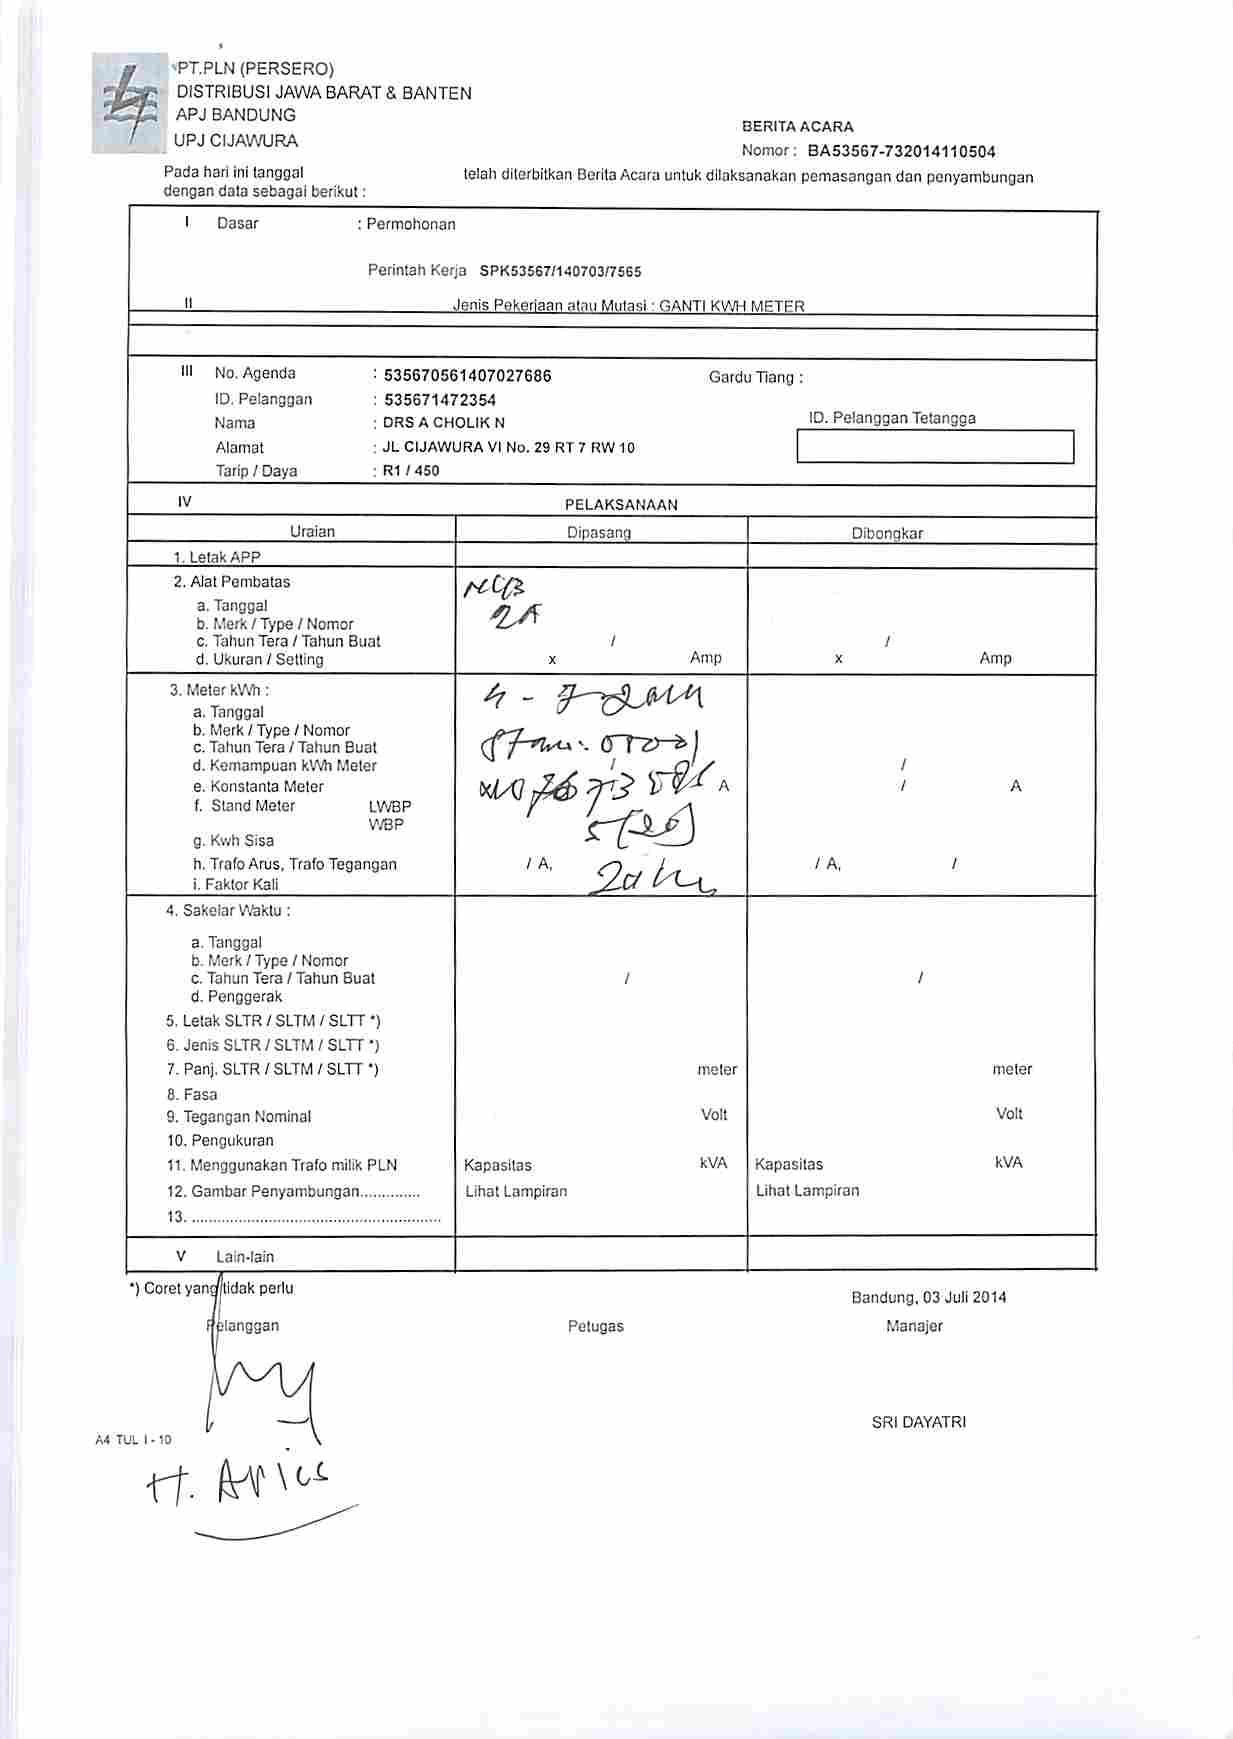 PT.PLN (PERSERO)
DISTRIBUSI JAWA BARAT & BANTEN
APJ BANDUNG
UPJ CIJAWURA
BERITA ACARA
Nomor : BA53567-732014110504
Pada hari ini tanggal telah diterbitkan Berita Acara untuk dilaksanakan pemasangan dan penyambungan
dengan data sebagai berikut :
I Dasar : Permohonan
Perintah Kerja SPK53567/140703/7565
II Jenis Pekerjaan atau Mutasi : GANTI KWH METER
III No. Agenda : 535670561407027686 Gardu Tiang :
ID. Pelanggan : 535671472354
Nama : DRS A CHOLIK N ID. Pelanggan Tetangga
Alamat : JL CIJAWURA VI No. 29 RT 7 RW 10
Tarip / Daya : R1 / 450
IV PELAKSANAAN
Uraian Dipasang Dibongkar
1. Letak APP
2. Alat Pembatas MCB
a. Tanggal 2A
b. Merk / Type / Nomor
c. Tahun Tera / Tahun Buat / /
d. Ukuran / Setting x Amp x Amp
3. Meter kWh : 4 - 7 - 2014
a. Tanggal
b. Merk / Type / Nomor
c. Tahun Tera / Tahun Buat
d. Kemampuan kWh Meter / /
e. Konstanta Meter A / A
f. Stand Meter LWBP
WBP 5(20)
g. Kwh Sisa
h. Trafo Arus, Trafo Tegangan / A, / A, /
i. Faktor Kali
4. Sakelar Waktu :
a. Tanggal
b. Merk / Type / Nomor
c. Tahun Tera / Tahun Buat / /
d. Penggerak
5. Letak SLTR / SLTM / SLTT *)
6. Jenis SLTR / SLTM / SLTT *)
7. Panj. SLTR / SLTM / SLTT *) meter meter
8. Fasa
9. Tegangan Nominal Volt Volt
10. Pengukuran
11. Menggunakan Trafo milik PLN Kapasitas kVA Kapasitas kVA
12. Gambar Penyambungan............. Lihat Lampiran Lihat Lampiran
13. ..........................................................
V Lain-lain
*) Coret yang tidak perlu
Bandung, 03 Juli 2014
Pelanggan Petugas Manajer
SRI DAYATRI
A4 TUL I - 10
H. Aries